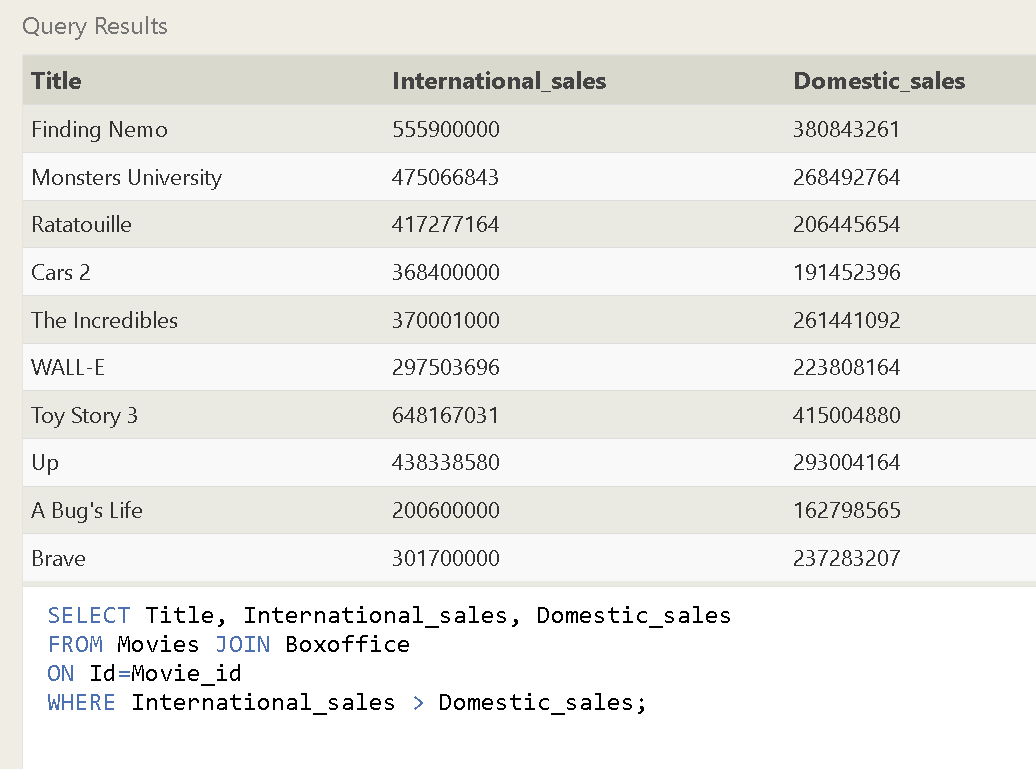 Query Results
Title International_sales Domestic_sales
Finding Nemo 555900000 380843261
Monsters University 475066843 268492764
Ratatouille 417277164 206445654
Cars 2 368400000 191452396
The Incredibles 370001000 261441092
WALL-E 297503696 223808164
Toy Story 3 648167031 415004880
Up 438338580 293004164
A Bug's Life 200600000 162798565
Brave 301700000 237283207
SELECT Title, International_sales, Domestic_sales
FROM Movies JOIN Boxoffice
ON Id=Movie_id
WHERE International_sales > Domestic_sales;